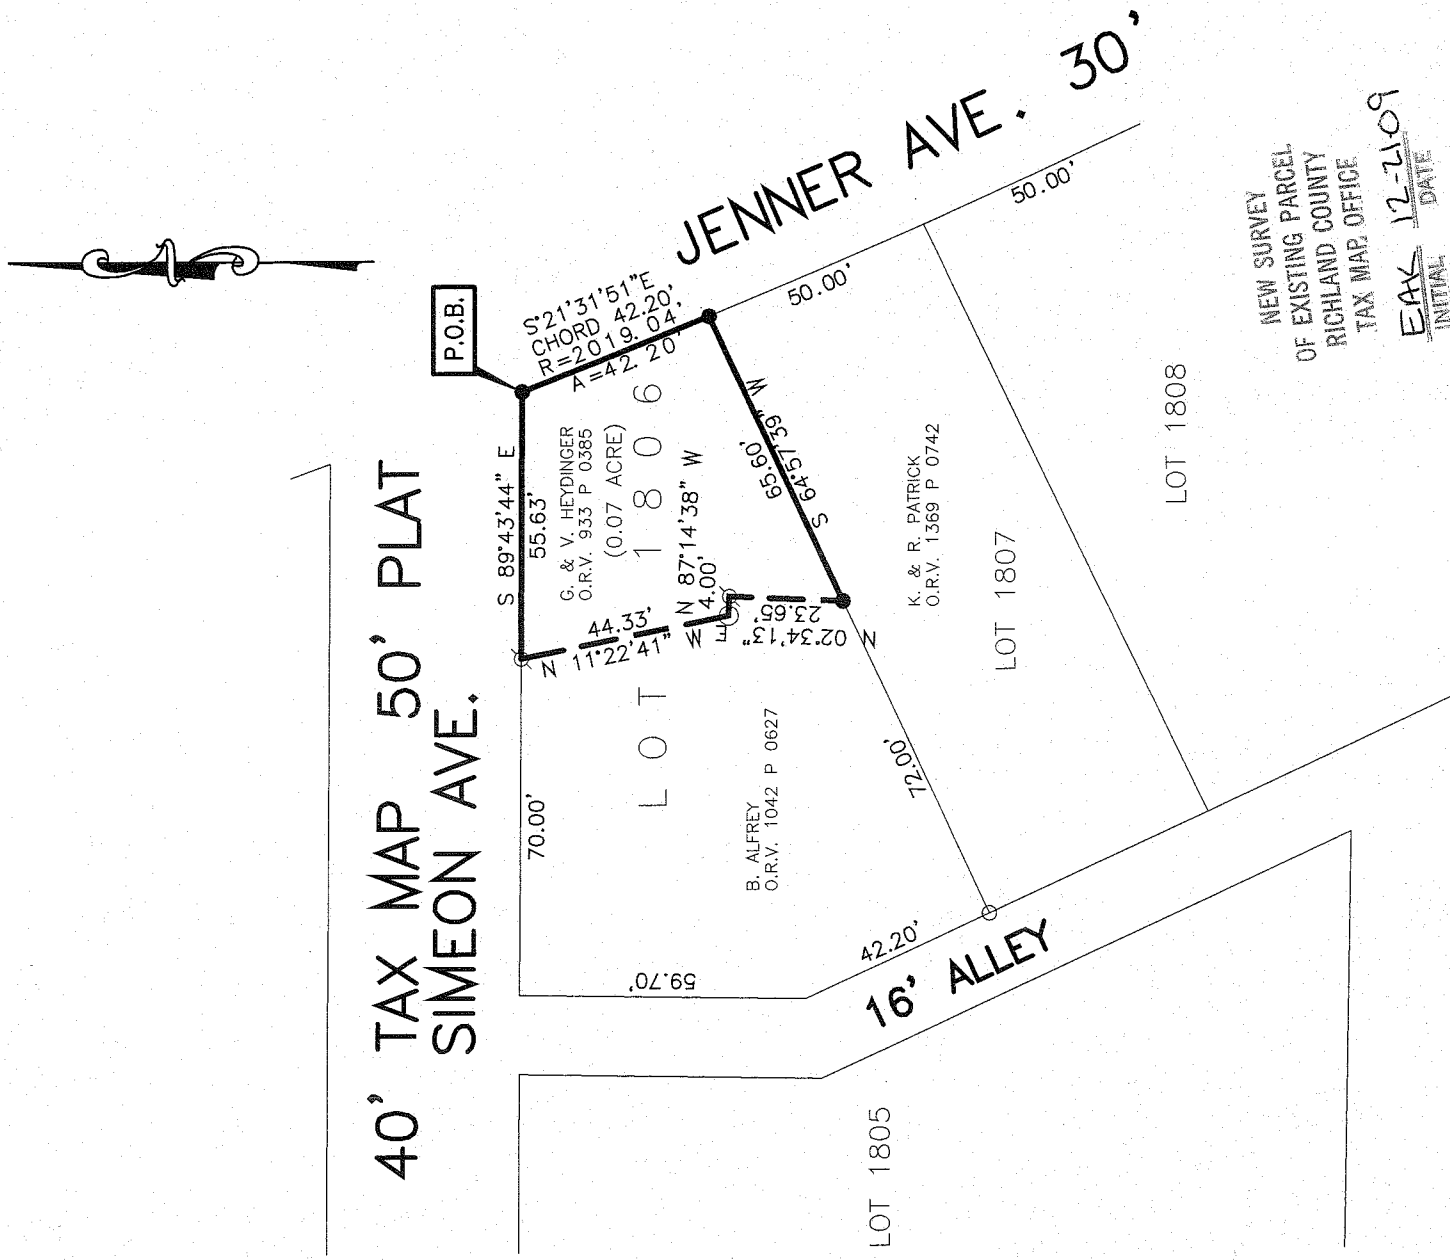 40' TAX MAP 50' PLAT
SIMEON AVE.
P.O.B.
JENNER AVE. 30'
S 21°31'51" E
CHORD 42.20'
R=2019.04'
A=42.20'
S 89°43'44" E
55.63'
G. & V. HEYDINGER
O.R.V. 933 P 0385
(0.07 ACRE)
LOT 1806
N 87°14'38" W
4.00'
44.33'
N 11°22'41" W
23.65'
N 02°34'13" E
65.60'
S 64°57'39" W
50.00'
50.00'
K. & R. PATRICK
O.R.V. 1369 P 0742
LOT 1807
LOT 1808
70.00'
B. ALFREY
O.R.V. 1042 P 0627
72.00'
59.70'
42.20'
16' ALLEY
LOT 1805
NEW SURVEY
OF EXISTING PARCEL
RICHLAND COUNTY
TAX MAP OFFICE
EAK 12-21-09
INITIAL DATE